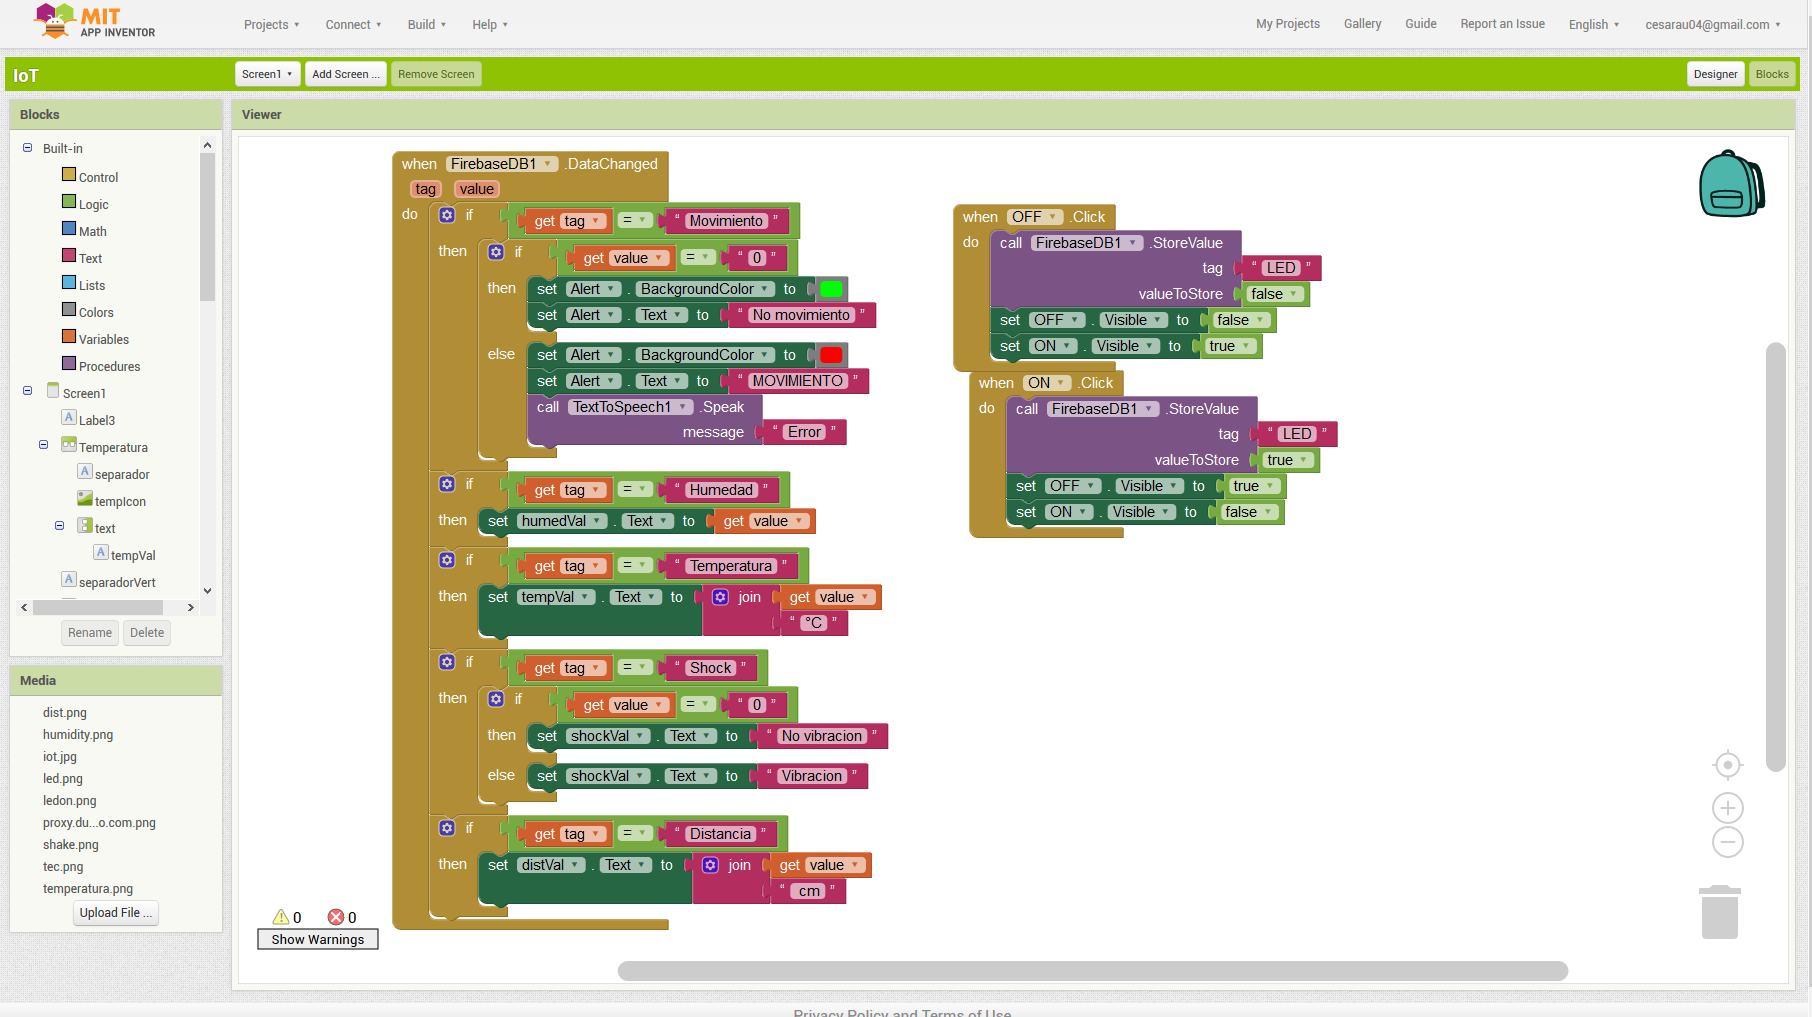 MIT
APP INVENTOR
Projects Connect Build Help My Projects Gallery Guide Report an Issue English cesarau04@gmail.com
IoT Screen1 Add Screen ... Remove Screen Designer Blocks
Blocks
Built-in
Control
Logic
Math
Text
Lists
Colors
Variables
Procedures
Screen1
A Label3
Temperatura
A separador
tempIcon
text
A tempVal
A separadorVert
Rename Delete
Media
dist.png
humidity.png
iot.jpg
led.png
ledon.png
proxy.du...o.com.png
shake.png
tec.png
temperatura.png
Upload File ...
Viewer
when FirebaseDB1 .DataChanged
tag value
do if get tag = “ Movimiento ”
then if get value = “ 0 ”
then set Alert . BackgroundColor to
set Alert . Text to “ No movimiento ”
else set Alert . BackgroundColor to
set Alert . Text to “ MOVIMIENTO ”
call TextToSpeech1 .Speak
message “ Error ”
if get tag = “ Humedad ”
then set humedVal . Text to get value
if get tag = “ Temperatura ”
then set tempVal . Text to join get value
“ °C ”
if get tag = “ Shock ”
then if get value = “ 0 ”
then set shockVal . Text to “ No vibracion ”
else set shockVal . Text to “ Vibracion ”
if get tag = “ Distancia ”
then set distVal . Text to join get value
“ cm ”
when OFF .Click
do call FirebaseDB1 .StoreValue
tag “ LED ”
valueToStore false
set OFF . Visible to false
set ON . Visible to true
when ON .Click
do call FirebaseDB1 .StoreValue
tag “ LED ”
valueToStore true
set OFF . Visible to true
set ON . Visible to false
0 0
Show Warnings
Privacy Policy and Terms of Use